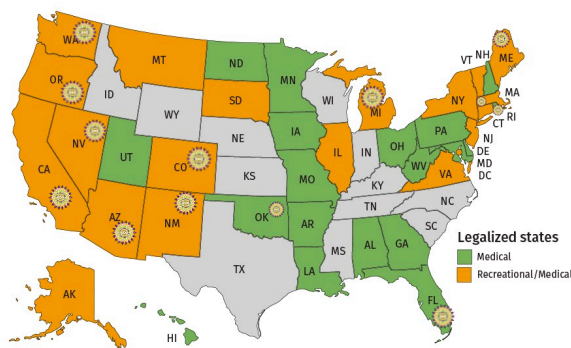 WA
MT
ND
MN
OR
ID
WY
SD
WI
MI
VT
NH
ME
NY
MA
RI
CT
NJ
DE
MD
DC
PA
NV
UT
CO
NE
IA
IL
IN
OH
WV
VA
CA
KS
MO
KY
NC
TN
SC
AZ
NM
OK
AR
MS
AL
GA
TX
LA
FL
AK
HI
Legalized states
Medical
Recreational/Medical